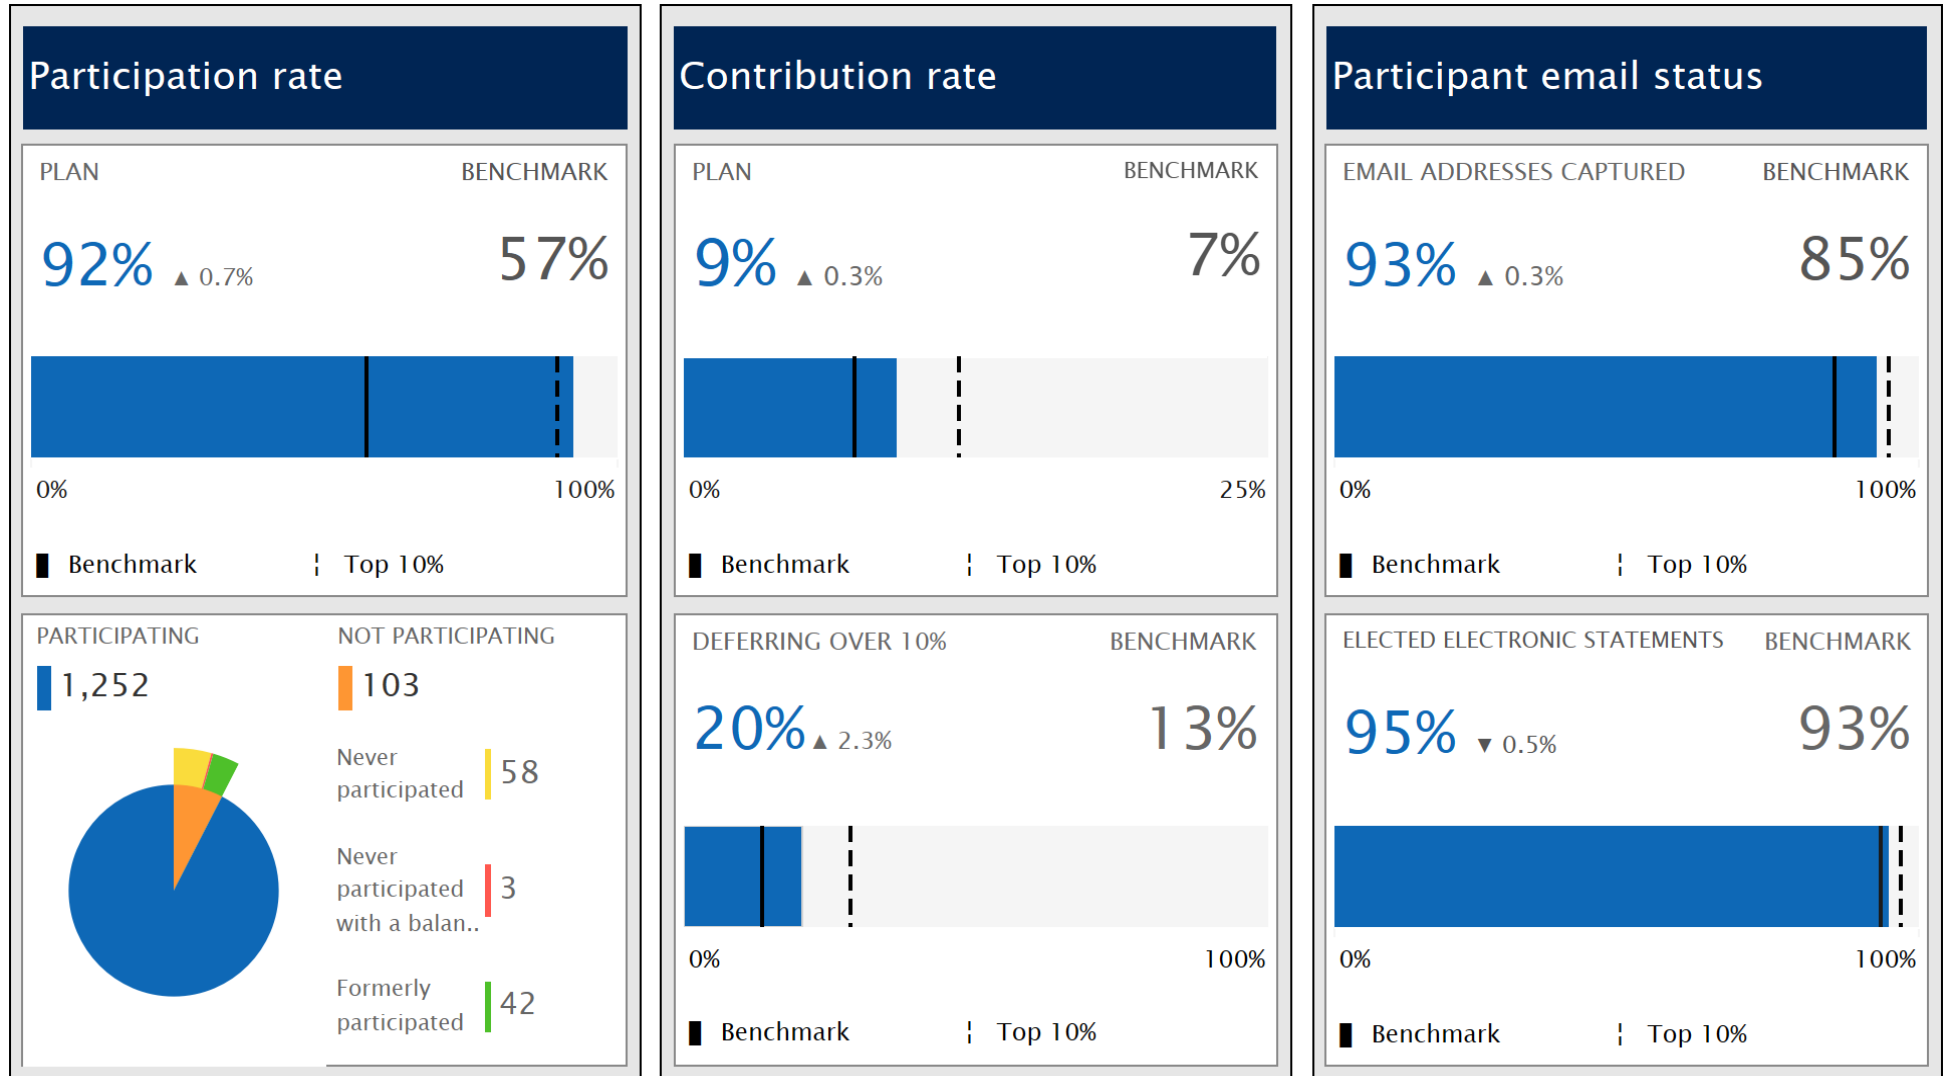 Participation rate
PLAN BENCHMARK
92% ▲ 0.7% 57%
0% 100%
Benchmark Top 10%
PARTICIPATING NOT PARTICIPATING
1,252 103
Never
participated 58
Never
participated 3
with a balan..
Formerly
participated 42
Contribution rate
PLAN BENCHMARK
9% ▲ 0.3% 7%
0% 25%
Benchmark Top 10%
DEFERRING OVER 10% BENCHMARK
20% ▲ 2.3% 13%
0% 100%
Benchmark Top 10%
Participant email status
EMAIL ADDRESSES CAPTURED BENCHMARK
93% ▲ 0.3% 85%
0% 100%
Benchmark Top 10%
ELECTED ELECTRONIC STATEMENTS BENCHMARK
95% ▼ 0.5% 93%
0% 100%
Benchmark Top 10%